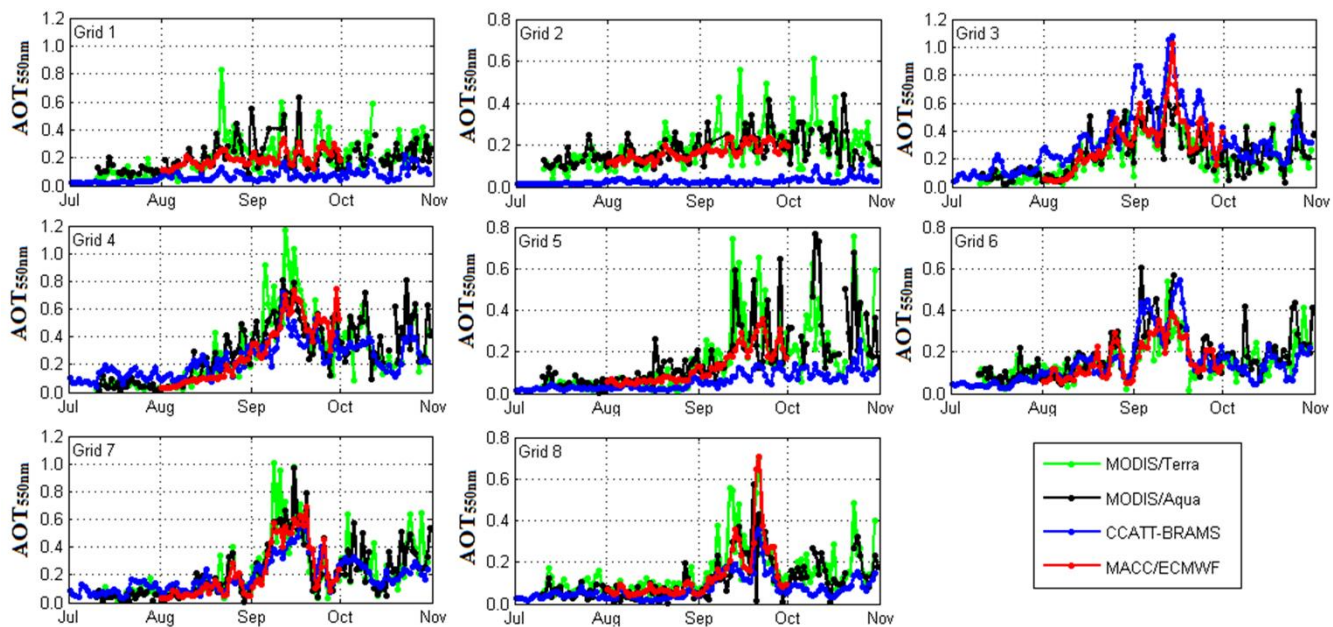 Grid 1
AOT550nm
1.2
1.0
0.8
0.6
0.4
0.2
0.0
Jul Aug Sep Oct Nov
Grid 2
0.8
0.6
0.4
0.2
0.0
Jul Aug Sep Oct Nov
Grid 3
AOT550nm
1.2
1.0
0.8
0.6
0.4
0.2
0.0
Jul Aug Sep Oct Nov
Grid 4
AOT550nm
1.2
1.0
0.8
0.6
0.4
0.2
0.0
Jul Aug Sep Oct Nov
Grid 5
0.8
0.6
0.4
0.2
0.0
Jul Aug Sep Oct Nov
Grid 6
0.8
0.6
0.4
0.2
0.0
Jul Aug Sep Oct Nov
Grid 7
AOT550nm
1.2
1.0
0.8
0.6
0.4
0.2
0.0
Jul Aug Sep Oct Nov
Grid 8
0.8
0.6
0.4
0.2
0.0
Jul Aug Sep Oct Nov
MODIS/Terra
MODIS/Aqua
CCATT-BRAMS
MACC/ECMWF